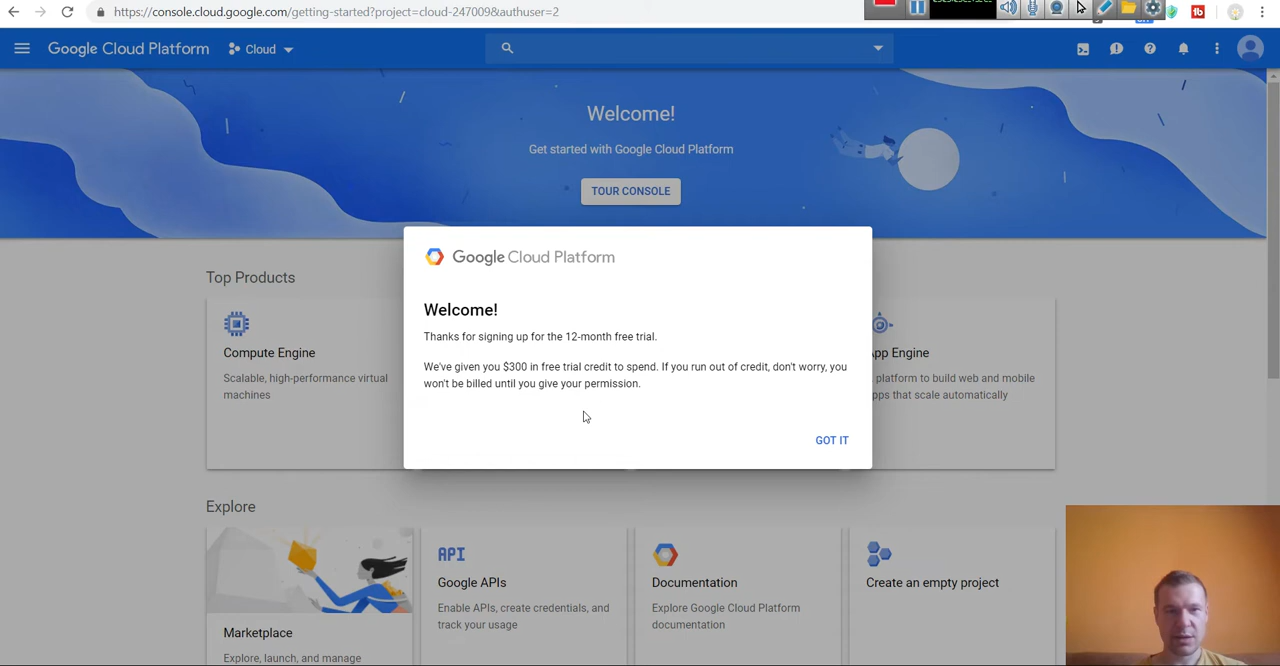 https://console.cloud.google.com/getting-started?project=cloud-247009&authuser=2
Google Cloud Platform
Cloud
Welcome!
Get started with Google Cloud Platform
TOUR CONSOLE
Top Products
Compute Engine
Scalable, high-performance virtual
machines
App Engine
platform to build web and mobile
apps that scale automatically
Google Cloud Platform
Welcome!
Thanks for signing up for the 12-month free trial.
We've given you $300 in free trial credit to spend. If you run out of credit, don't worry, you
won't be billed until you give your permission.
GOT IT
Explore
Marketplace
Explore, launch, and manage
API
Google APIs
Enable APIs, create credentials, and
track your usage
Documentation
Explore Google Cloud Platform
documentation
Create an empty project